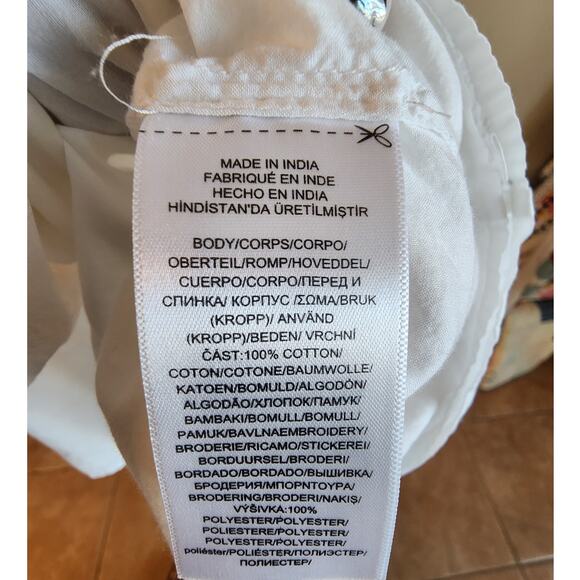 MADE IN INDIA
FABRIQUÉ EN INDE
HECHO EN INDIA
HİNDİSTAN'DA ÜRETİLMİŞTİR
BODY/CORPS/CORPO/
OBERTEIL/ROMP/HOVEDDEL/
CUERPO/CORPO/ПЕРЕД И
СПИНКА/ КОРПУС /ΣΩΜΑ/BRUK
(KROPP)/ ANVÄND
(KROPP)/BEDEN/ VRCHNÍ
ČÁST:100% COTTON/
COTON/COTONE/BAUMWOLLE/
KATOEN/BOMULD/ALGODÓN/
ALGODÃO/ХЛОПОК/ПАМУК/
BAMBAKI/BOMULL/BOMULL/
PAMUK/BAVLNAEMBROIDERY/
BRODERIE/RICAMO/STICKEREI/
BORDUURSEL/BRODERI/
BORDADO/BORDADO/ВЫШИВКА/
БРОДЕРИЯ/ΜΠΟΡΝΤΟΥΡΑ/
BRODERING/BRODERI/NAKIŞ/
VÝŠIVKA:100%
POLYESTER/POLYESTER/
POLIESTERE/POLYESTER/
POLYESTER/POLYESTER/
poliéster/POLIÉSTER/ПОЛИЭСТЕР/
ПОЛИЕСТЕР/